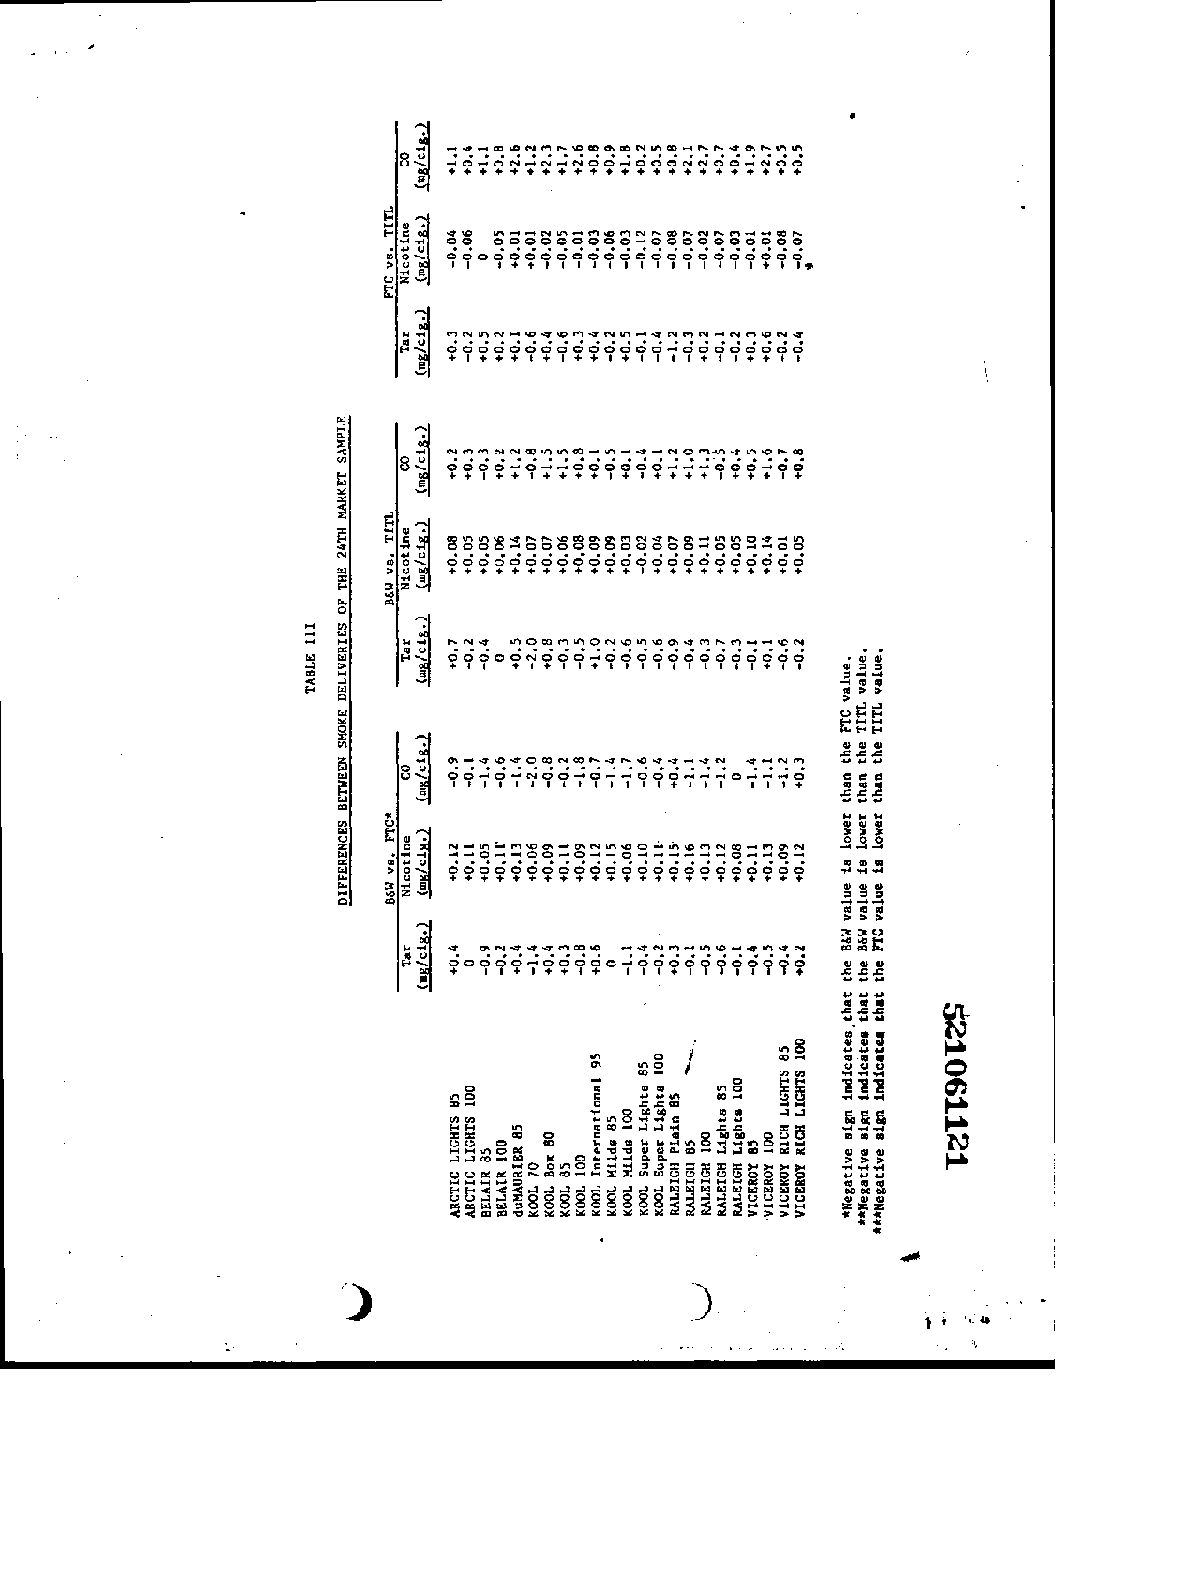 TABLE III
DIFFERENCES BETWEEN SMOKE DELIVERIES OF THE 24TH MARKET SAMPLE
B&W vs. FTC* B&W vs. TITL FTC vs. TITL
Tar Nicotine CO Tar Nicotine CO Tar Nicotine CO
(mg/cig.) (mg/cig.) (mg/cig.) (mg/cig.) (mg/cig.) (mg/cig.) (mg/cig.) (mg/cig.) (mg/cig.)
ARCTIC LIGHTS 85 +0.4 +0.12 -0.9 +0.7 +0.08 +0.2 +0.3 -0.04 +1.1
ARCTIC LIGHTS 100 0 +0.11 -0.1 -0.2 +0.05 +0.3 -0.2 -0.06 +0.4
BELAIR 85 -0.9 +0.05 -1.4 -0.4 +0.05 -0.3 +0.5 0 +1.1
BELAIR 100 -0.2 +0.11 -0.6 0 +0.06 +0.2 +0.2 -0.05 +0.8
duMAURIER 85 +0.4 +0.13 -1.4 +0.5 +0.14 +1.2 +0.1 +0.01 +2.6
KOOL 70 -1.4 +0.06 -2.0 -2.0 +0.07 -0.8 -0.6 +0.01 +1.2
KOOL Box 80 +0.4 +0.09 -0.8 +0.8 +0.07 +1.5 +0.4 -0.02 +2.3
KOOL 85 +0.3 +0.11 -0.2 -0.3 +0.06 +1.5 -0.6 -0.05 +1.7
KOOL 100 -0.8 +0.09 -1.8 -0.5 +0.08 +0.8 +0.3 -0.01 +2.6
KOOL International 95 +0.6 +0.12 -0.7 +1.0 +0.09 +0.1 +0.4 -0.03 +0.8
KOOL Milds 85 0 +0.15 -1.4 -0.2 +0.09 -0.5 -0.2 -0.06 +0.9
KOOL Milds 100 -1.1 +0.06 -1.7 -0.6 +0.03 +0.1 +0.5 -0.03 +1.8
KOOL Super Lights 85 -0.4 +0.10 -0.6 -0.5 -0.02 -0.4 -0.1 -0.12 +0.2
KOOL Super Lights 100 -0.2 +0.11 -0.4 -0.6 +0.04 +0.1 -0.4 -0.07 +0.5
RALEIGH Plain 85 +0.3 +0.15 +0.4 -0.9 +0.07 +1.2 -1.2 -0.08 +0.8
RALEIGH 85 -0.1 +0.16 -1.1 -0.4 +0.09 +1.0 -0.3 -0.07 +2.1
RALEIGH 100 -0.5 +0.13 -1.4 -0.3 +0.11 +1.3 +0.2 -0.02 +2.7
RALEIGH Lights 85 -0.6 +0.12 -1.2 -0.7 +0.05 -0.5 -0.1 -0.07 +0.7
RALEIGH Lights 100 -0.1 +0.08 0 -0.3 +0.05 +0.4 -0.2 -0.03 +0.4
VICEROY 85 -0.4 +0.11 -1.4 -0.1 +0.10 +0.5 +0.3 -0.01 +1.9
VICEROY 100 -0.5 +0.13 -1.1 +0.1 +0.14 +1.6 +0.6 +0.01 +2.7
VICEROY RICH LIGHTS 85 -0.4 +0.09 -1.2 -0.6 +0.01 -0.7 -0.2 -0.08 +0.5
VICEROY RICH LIGHTS 100 +0.2 +0.12 +0.3 -0.2 +0.05 +0.8 -0.4 -0.07 +0.5
*Negative sign indicates that the B&W value is lower than the FTC value.
**Negative sign indicates that the B&W value is lower than the TITL value.
***Negative sign indicates that the FTC value is lower than the TITL value.
521061121